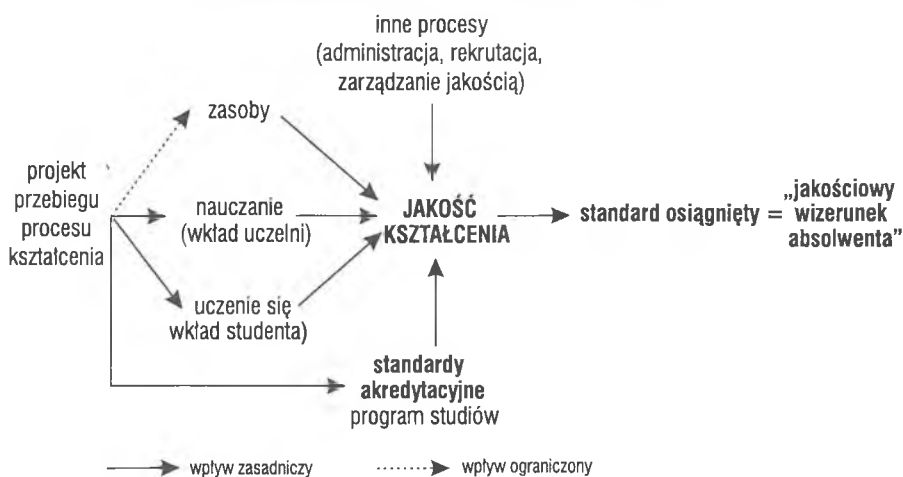 inne procesy
(administracja, rekrutacja,
zarządzanie jakością)
zasoby
projekt
przebiegu
procesu
kształcenia
nauczanie
(wkład uczelni)
JAKOŚĆ
KSZTAŁCENIA
standard osiągnięty =
„jakościowy
wizerunek
absolwenta”
uczenie się
wkład studenta)
standardy
akredytacyjne
program studiów
wpływ zasadniczy
wpływ ograniczony